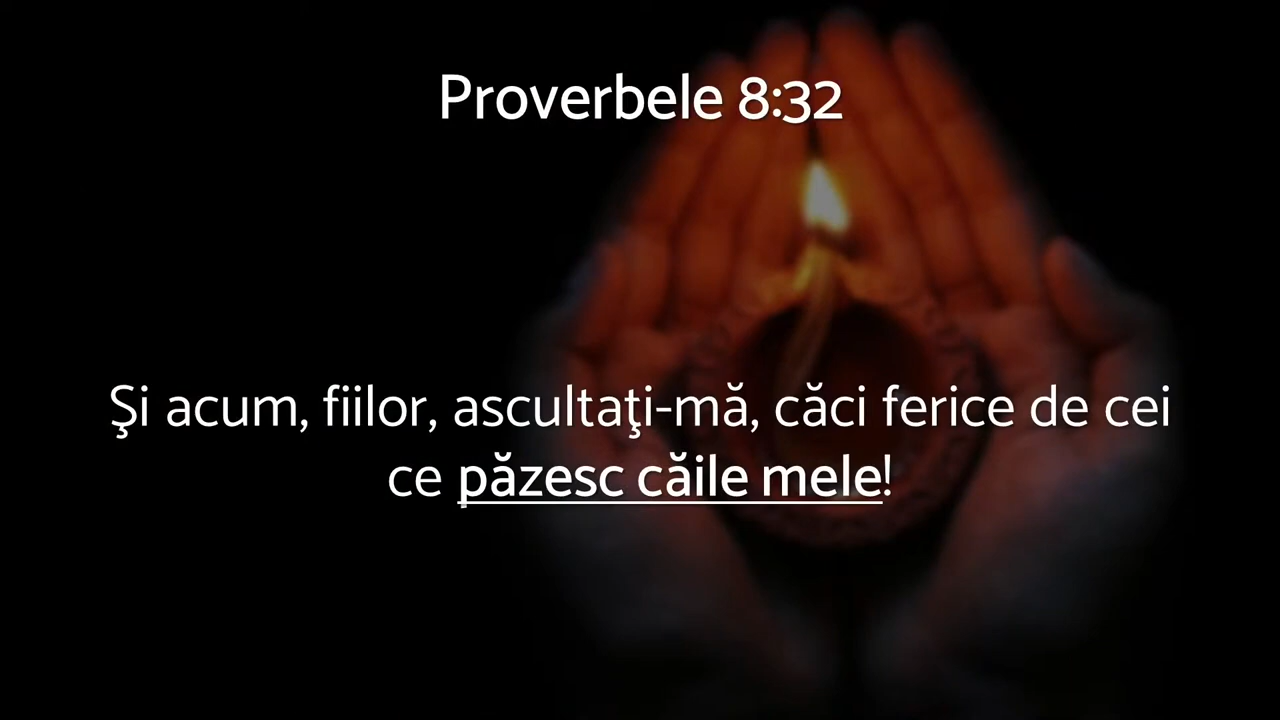 Proverbele 8:32
Şi acum, fiilor, ascultaţi-mă, căci ferice de cei
ce păzesc căile mele!